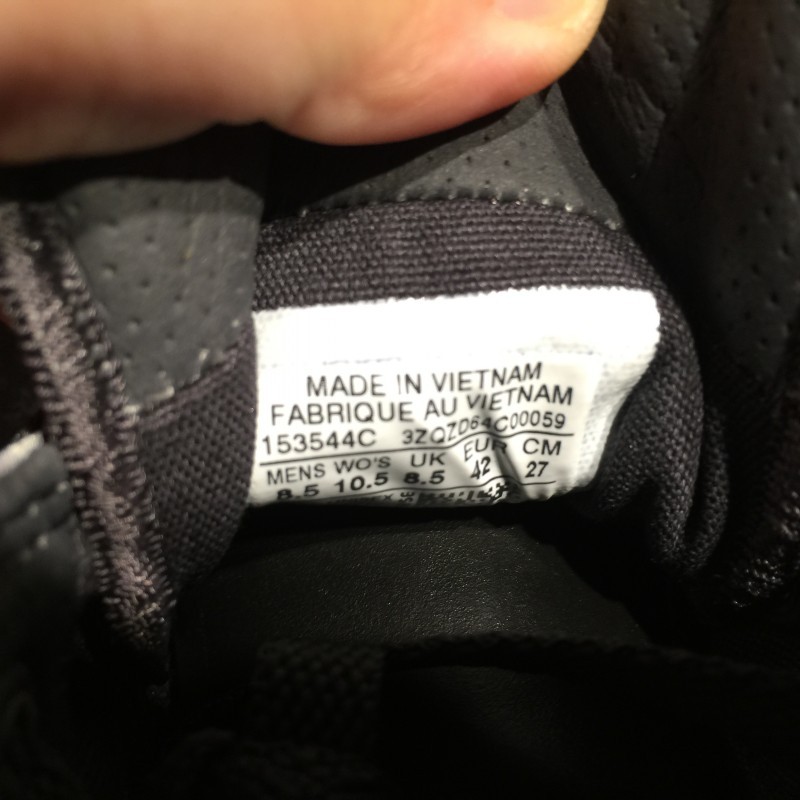 MADE IN VIETNAM
FABRIQUE AU VIETNAM
153544C 3ZQZD64C00059
MENS WO'S UK EUR CM
8.5 10.5 8.5 42 27